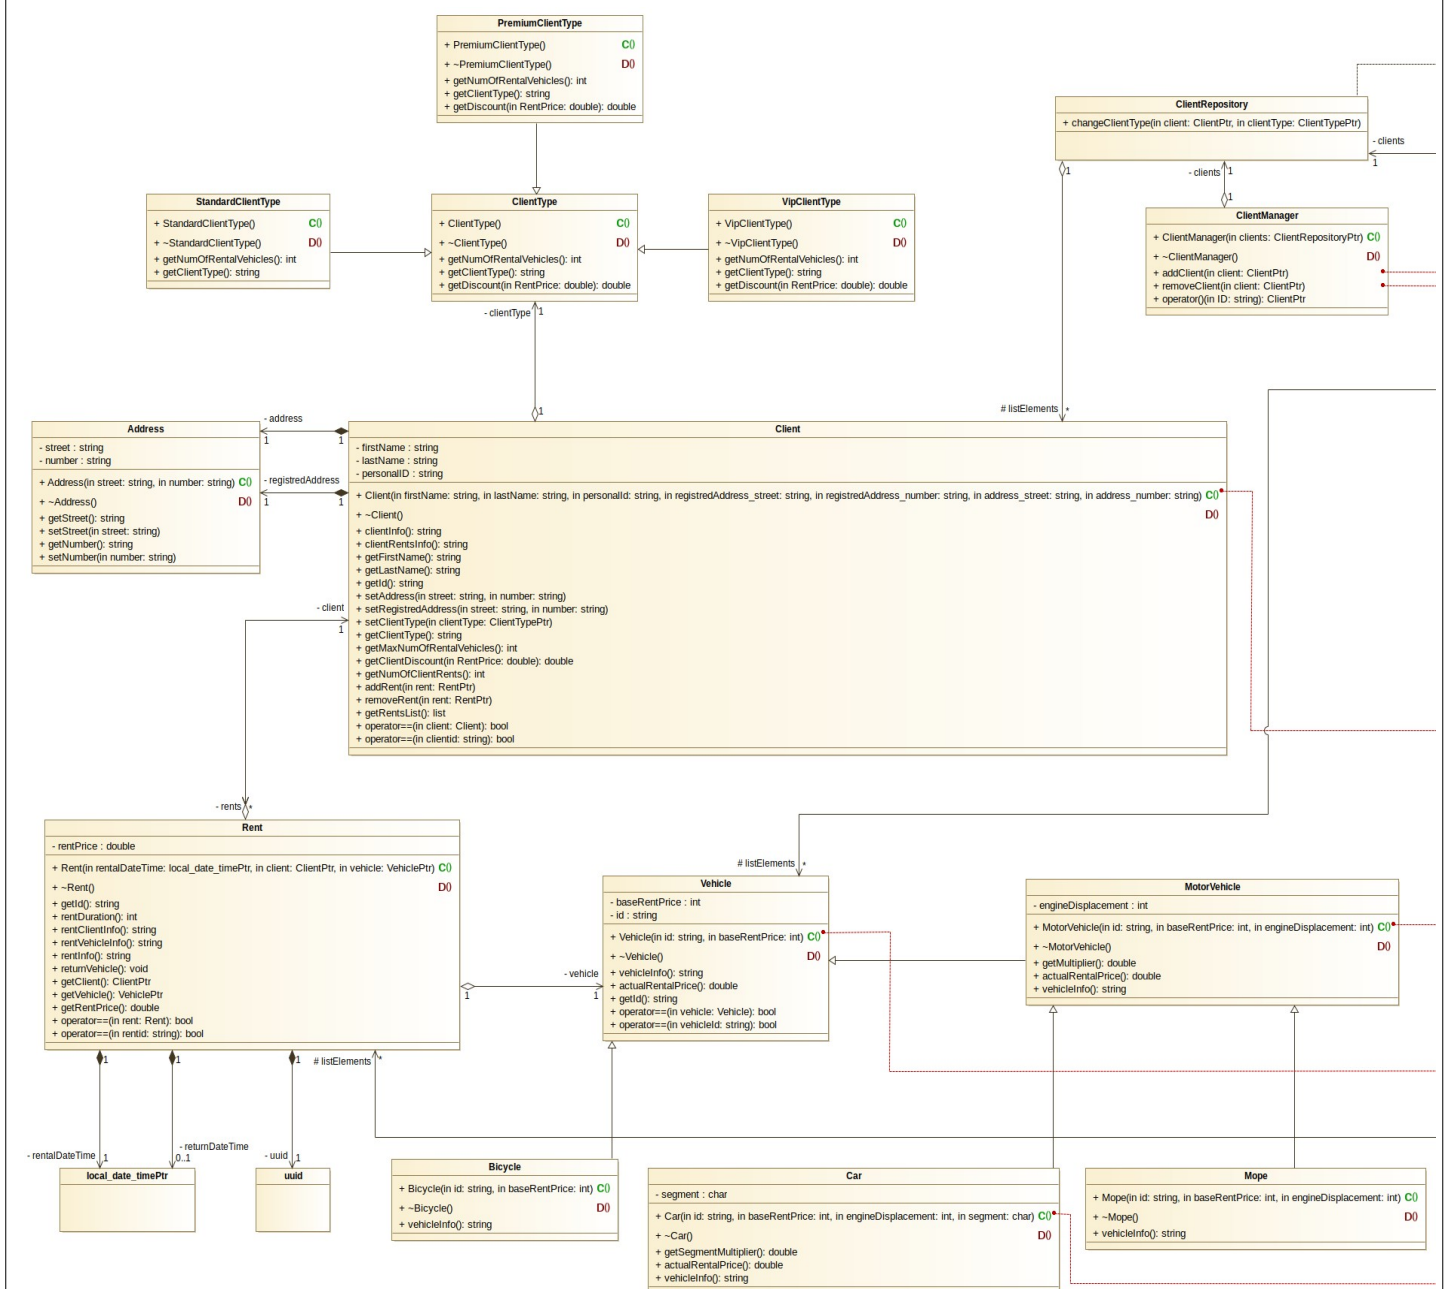 PremiumClientType
+ PremiumClientType() C()
+ ~PremiumClientType() D()
+ getNumOfRentalVehicles(): int
+ getClientType(): string
+ getDiscount(in RentPrice: double): double
ClientRepository
+ changeClientType(in client: ClientPtr, in clientType: ClientTypePtr)
- clients
1
1
- clients 1
1
StandardClientType
+ StandardClientType() C()
+ ~StandardClientType() D()
+ getNumOfRentalVehicles(): int
+ getClientType(): string
ClientType
+ ClientType() C()
+ ~ClientType() D()
+ getNumOfRentalVehicles(): int
+ getClientType(): string
+ getDiscount(in RentPrice: double): double
VipClientType
+ VipClientType() C()
+ ~VipClientType() D()
+ getNumOfRentalVehicles(): int
+ getClientType(): string
+ getDiscount(in RentPrice: double): double
ClientManager
+ ClientManager(in clients: ClientRepositoryPtr) C()
+ ~ClientManager() D()
+ addClient(in client: ClientPtr)
+ removeClient(in client: ClientPtr)
+ operator()(in ID: string): ClientPtr
- clientType 1
1
# listElements *
- address
1 1
- registredAddress
1 1
Address
- street : string
- number : string
+ Address(in street: string, in number: string) C()
+ ~Address() D()
+ getStreet(): string
+ setStreet(in street: string)
+ getNumber(): string
+ setNumber(in number: string)
Client
- firstName : string
- lastName : string
- personalID : string
+ Client(in firstName: string, in lastName: string, in personalId: string, in registredAddress_street: string, in registredAddress_number: string, in address_street: string, in address_number: string) C()
+ ~Client() D()
+ clientInfo(): string
+ clientRentsInfo(): string
+ getFirstName(): string
+ getLastName(): string
+ getId(): string
+ setAddress(in street: string, in number: string)
+ setRegistredAddress(in street: string, in number: string)
+ setClientType(in clientType: ClientTypePtr)
+ getClientType(): string
+ getMaxNumOfRentalVehicles(): int
+ getClientDiscount(in RentPrice: double): double
+ getNumOfClientRents(): int
+ addRent(in rent: RentPtr)
+ removeRent(in rent: RentPtr)
+ getRentsList(): list
+ operator==(in client: Client): bool
+ operator==(in clientid: string): bool
- client
1
- rents *
Rent
- rentPrice : double
+ Rent(in rentalDateTime: local_date_timePtr, in client: ClientPtr, in vehicle: VehiclePtr) C()
+ ~Rent() D()
+ getId(): string
+ rentDuration(): int
+ rentClientInfo(): string
+ rentVehicleInfo(): string
+ rentInfo(): string
+ returnVehicle(): void
+ getClient(): ClientPtr
+ getVehicle(): VehiclePtr
+ getRentPrice(): double
+ operator==(in rent: Rent): bool
+ operator==(in rentid: string): bool
- vehicle
1 1
# listElements *
Vehicle
- baseRentPrice : int
- id : string
+ Vehicle(in id: string, in baseRentPrice: int) C()
+ ~Vehicle() D()
+ vehicleInfo(): string
+ actualRentalPrice(): double
+ getId(): string
+ operator==(in vehicle: Vehicle): bool
+ operator==(in vehicleId: string): bool
MotorVehicle
- engineDisplacement : int
+ MotorVehicle(in id: string, in baseRentPrice: int, in engineDisplacement: int) C()
+ ~MotorVehicle() D()
+ getMultiplier(): double
+ actualRentalPrice(): double
+ vehicleInfo(): string
1 1 1 # listElements *
- rentalDateTime 1
- returnDateTime
0..1
- uuid 1
local_date_timePtr
uuid
Bicycle
+ Bicycle(in id: string, in baseRentPrice: int) C()
+ ~Bicycle() D()
+ vehicleInfo(): string
Car
- segment : char
+ Car(in id: string, in baseRentPrice: int, in engineDisplacement: int, in segment: char) C()
+ ~Car() D()
+ getSegmentMultiplier(): double
+ actualRentalPrice(): double
+ vehicleInfo(): string
Mope
+ Mope(in id: string, in baseRentPrice: int, in engineDisplacement: int) C()
+ ~Mope() D()
+ vehicleInfo(): string